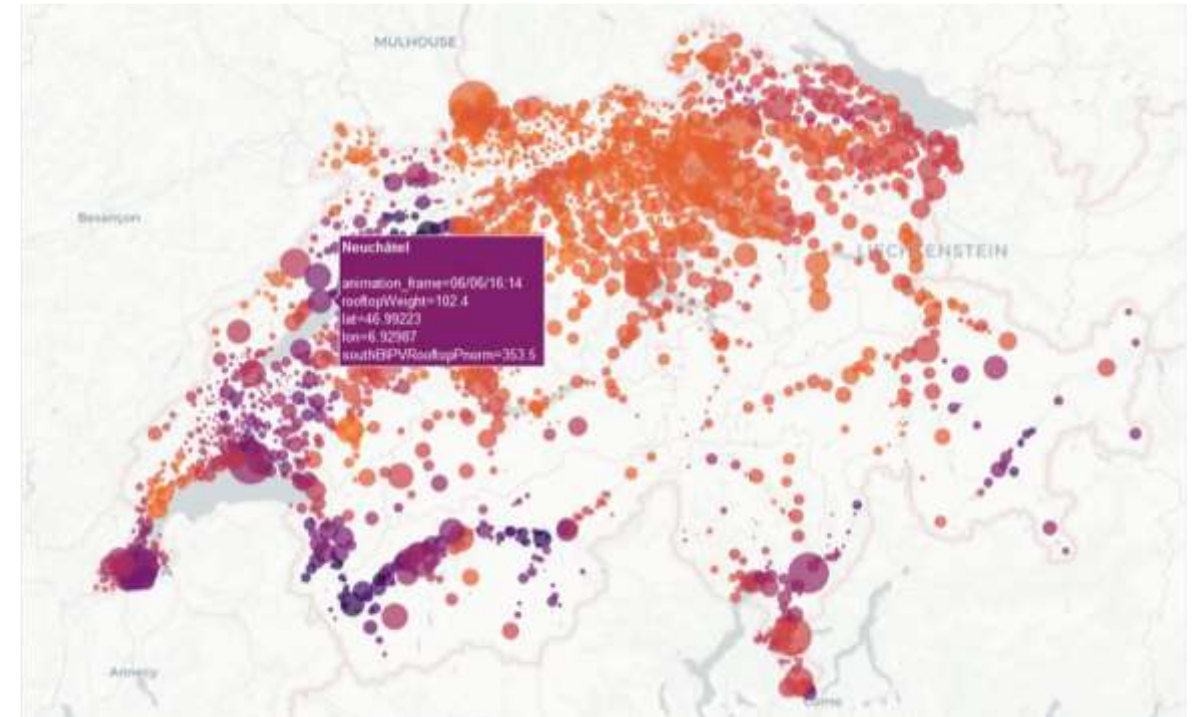 MULHOUSE
Besançon
LIECHTENSTEIN
Neuchâtel
animation_frame=06/06/16:14
rooftopWeight=102.4
lat=46.99223
lon=6.92987
southBIPVRooftopPnorm=353.5
Annecy
Como